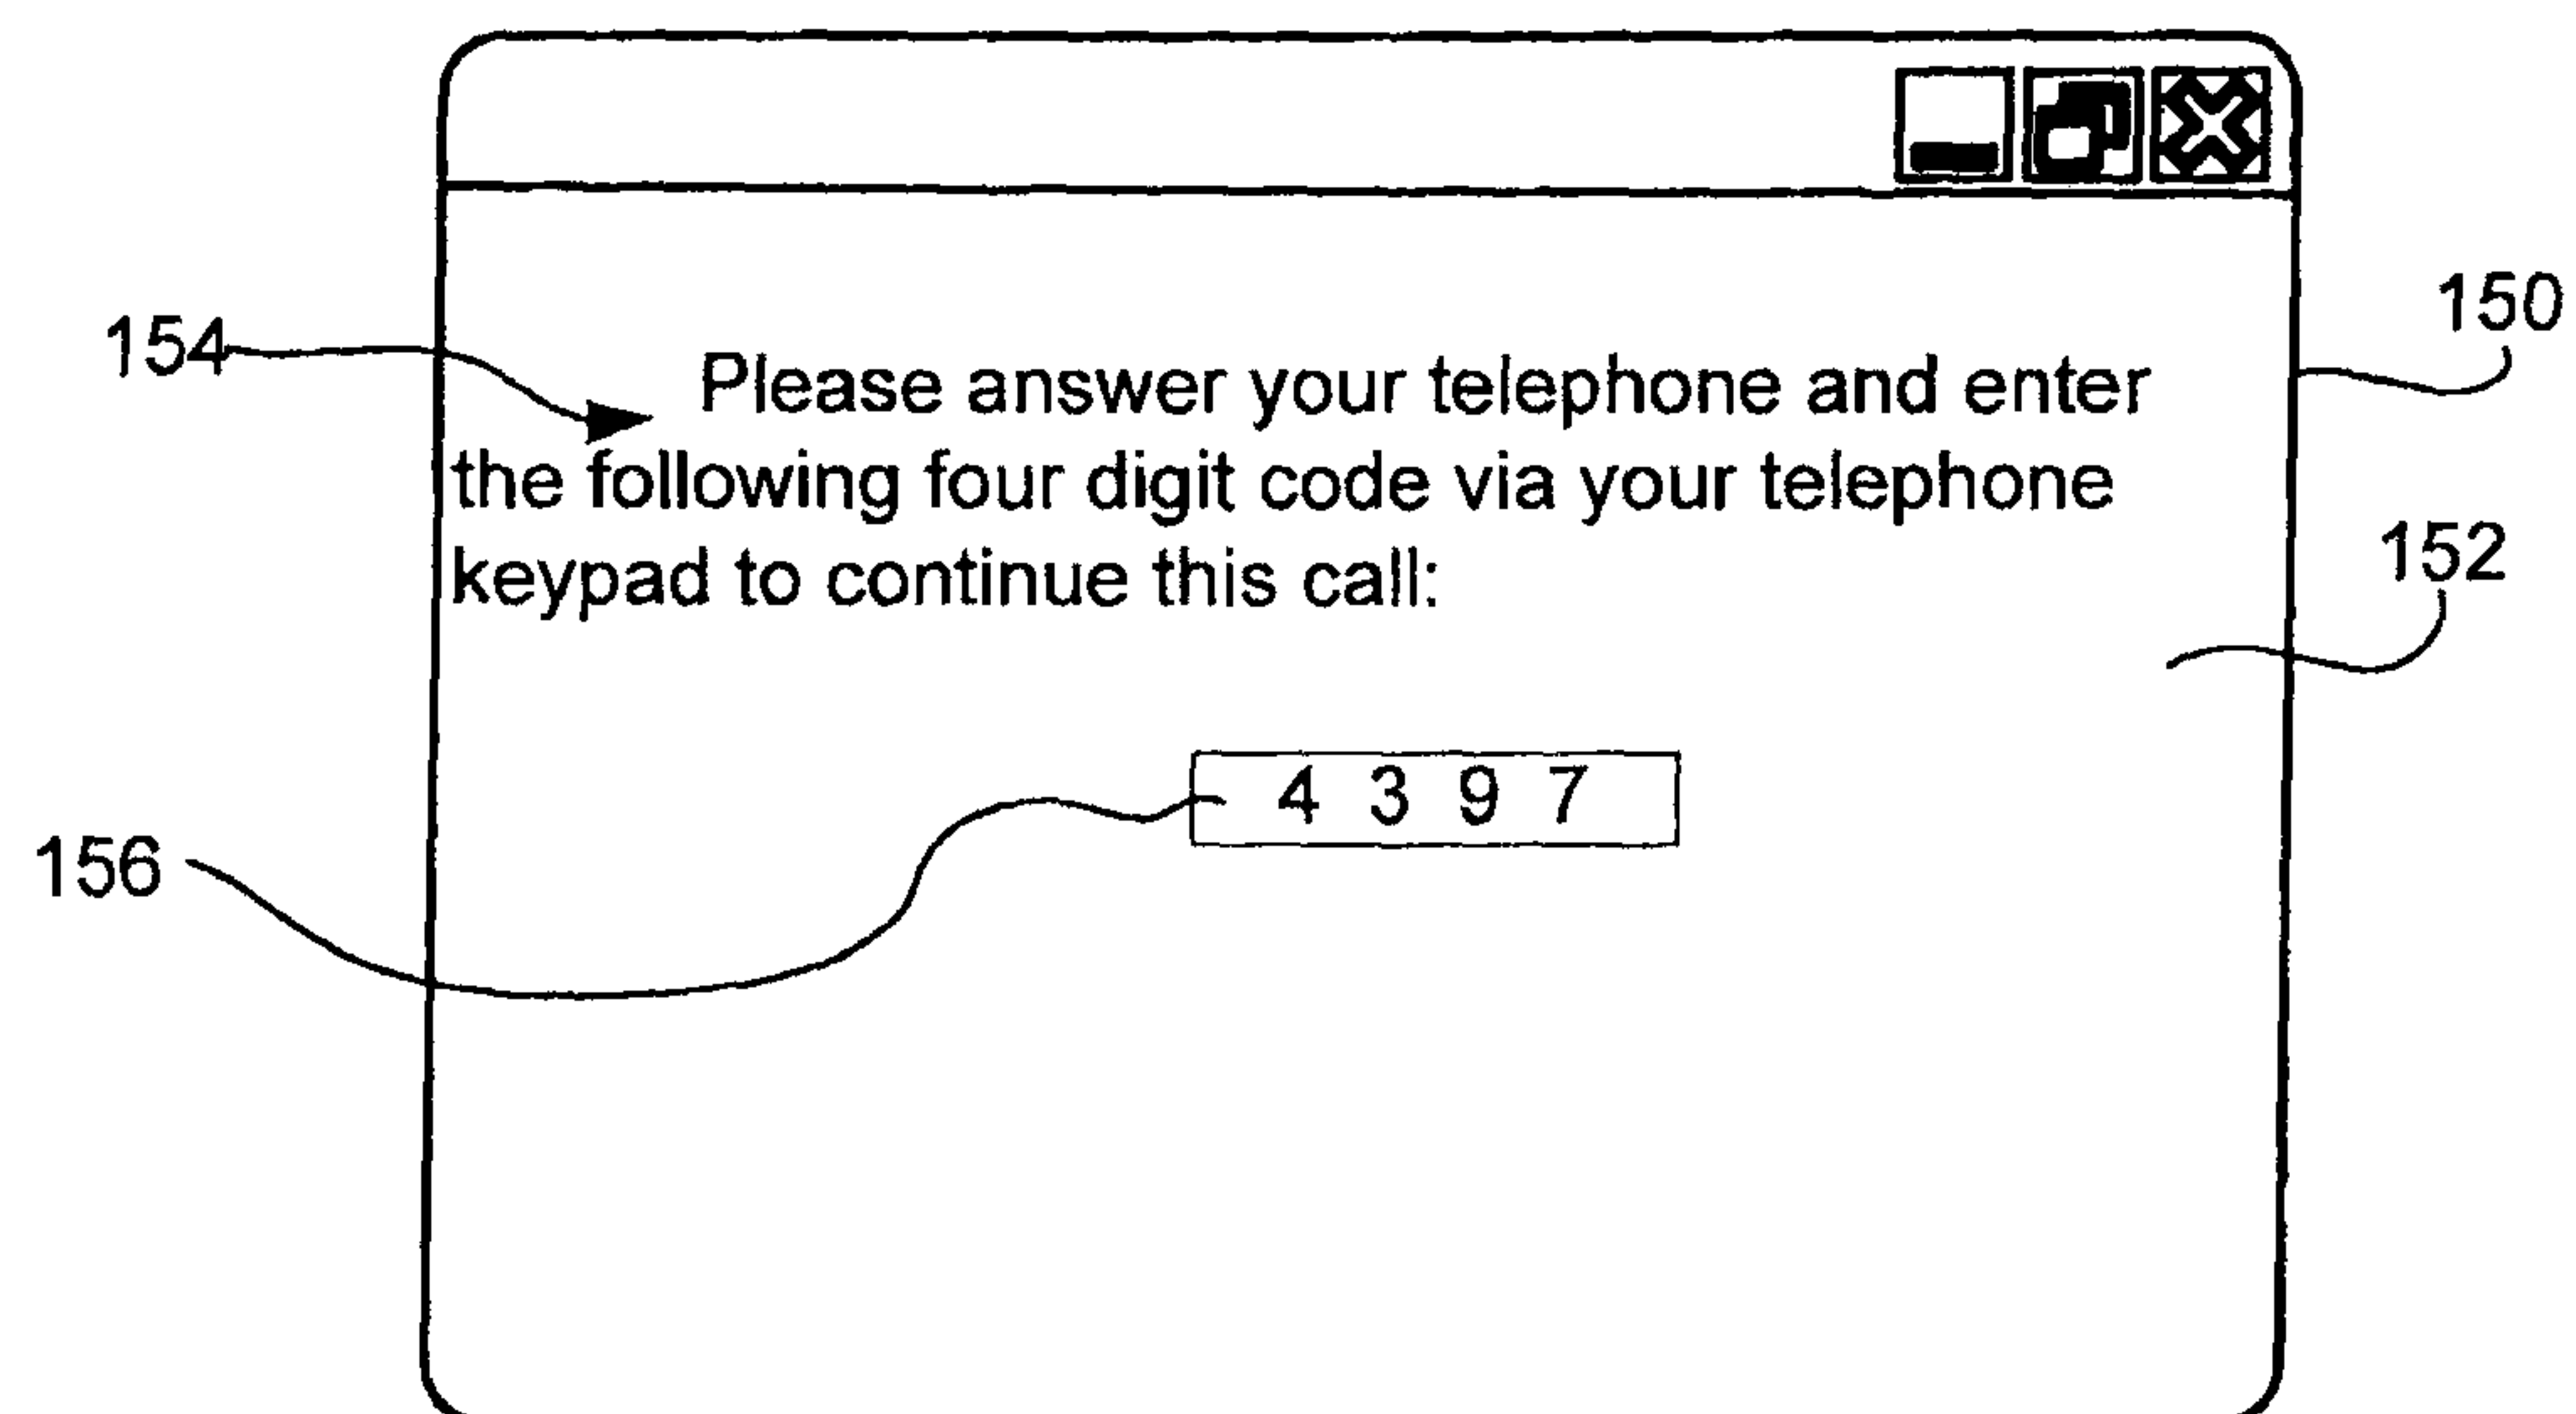 150
154
Please answer your telephone and enter
the following four digit code via your telephone
keypad to continue this call:
152
4 3 9 7
156